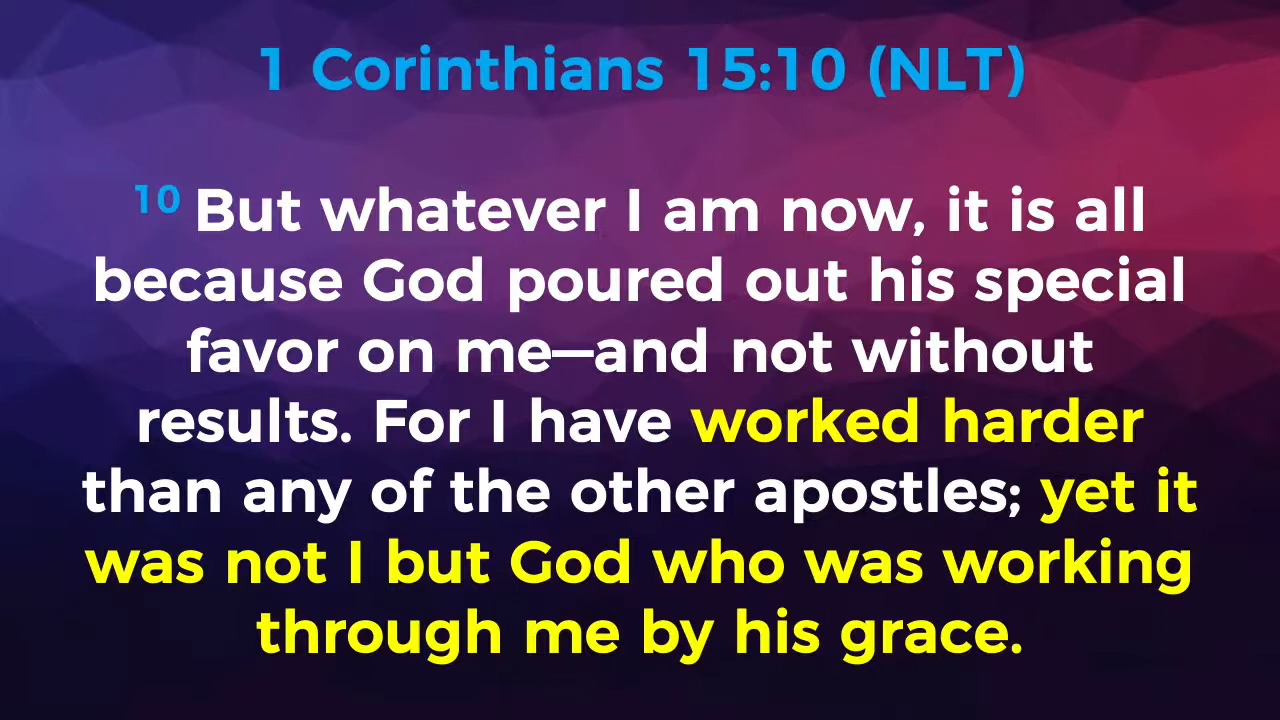 1 Corinthians 15:10 (NLT)
10 But whatever I am now, it is all
because God poured out his special
favor on me—and not without
results. For I have worked harder
than any of the other apostles; yet it
was not I but God who was working
through me by his grace.